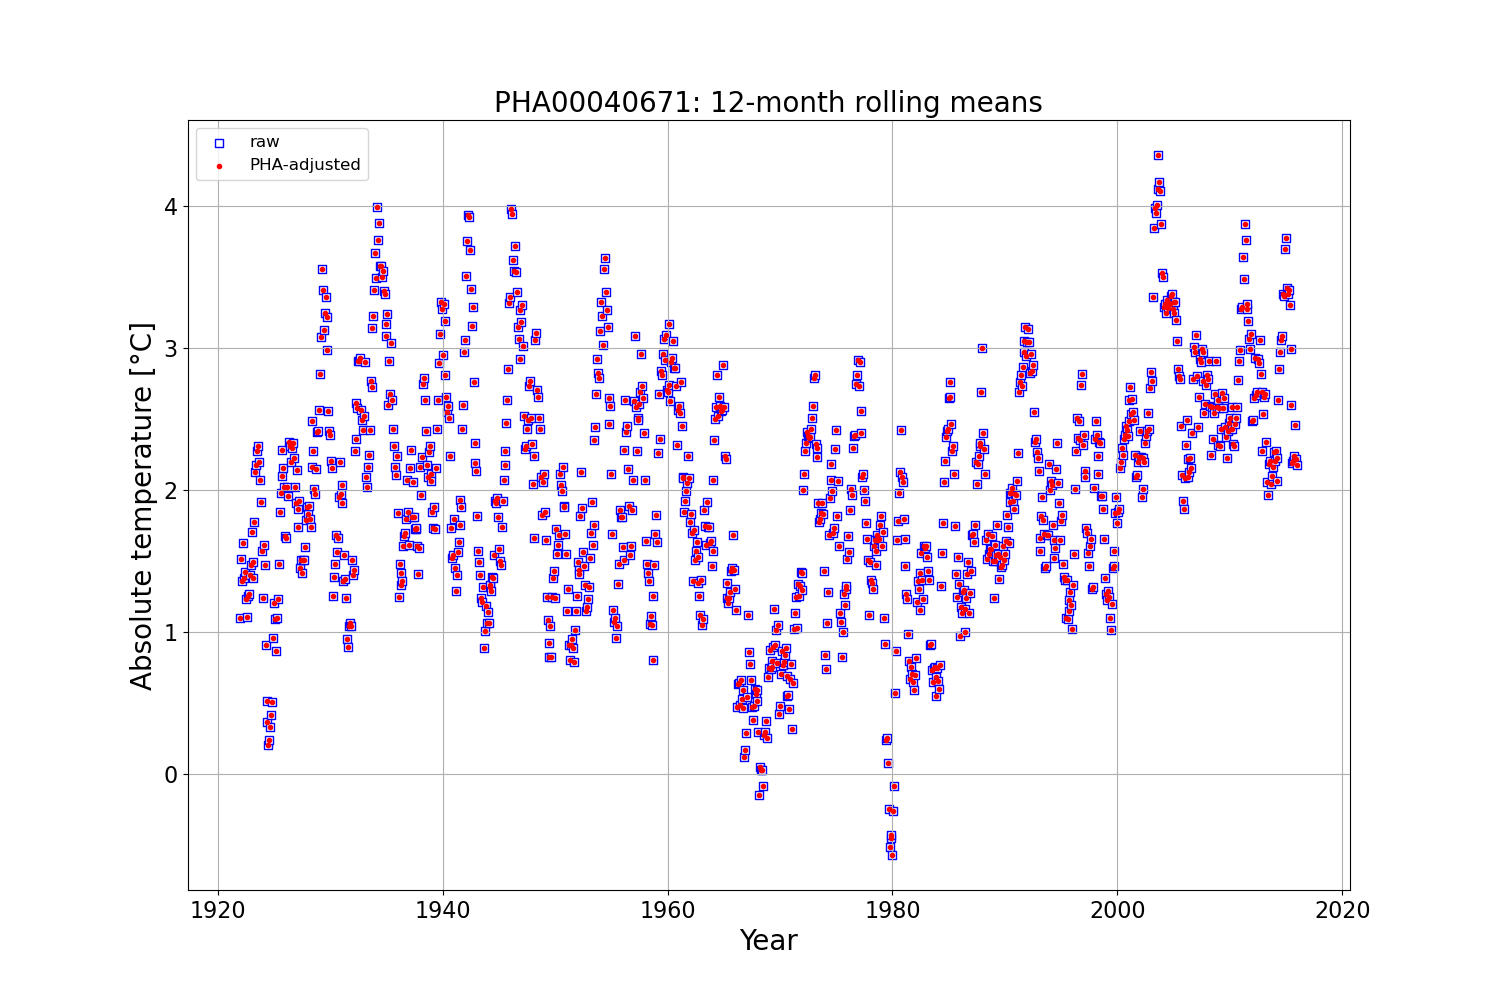 PHA00040671: 12-month rolling means
raw
PHA-adjusted
Absolute temperature [°C]
4
3
2
1
0
1920 1940 1960 1980 2000 2020
Year